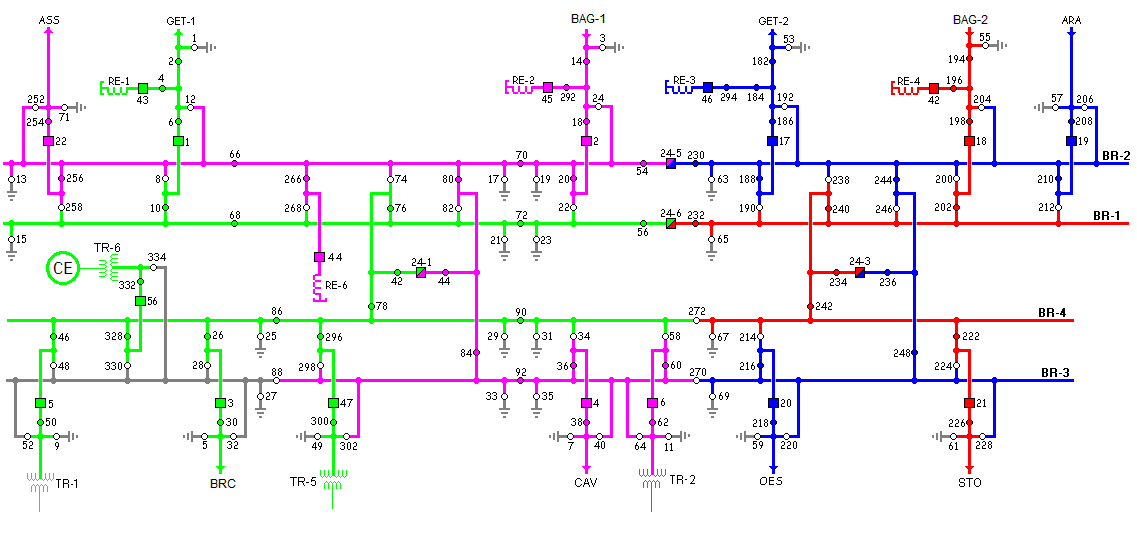 ASS GET-1 BAG-1 GET-2 BAG-2 ARA
1 3 53 55
2 14 182 194
RE-1 4 RE-2 RE-3 RE-4 196
43 45 292 46 294 184 42
252 71 12 24 192 204 57 206
254 6 18 186 198 208
22 1 2 17 18 19
66 70 24-5 230 BR-2
54
13 256 8 266 74 80 17 19 20 63 188 238 244 200 210
258 10 268 76 82 22 190 240 246 202 212
68 72 24-6 232 BR-1
56
15 21 23 65
TR-6 334 44 24-1 24-3
CE 332 42 44 234 236
56 RE-6
78 242
86 90 272 BR-4
46 328 26 25 296 29 31 34 58 67 214 222
84 248
48 330 28 298 36 60 216 224
88 92 270 BR-3
27 33 35 69
5 3 47 4 6 20 21
50 30 300 38 62 218 226
52 9 5 32 49 302 7 40 64 11 59 220 61 228
TR-1 BRC TR-5 CAV TR-2 OES STO